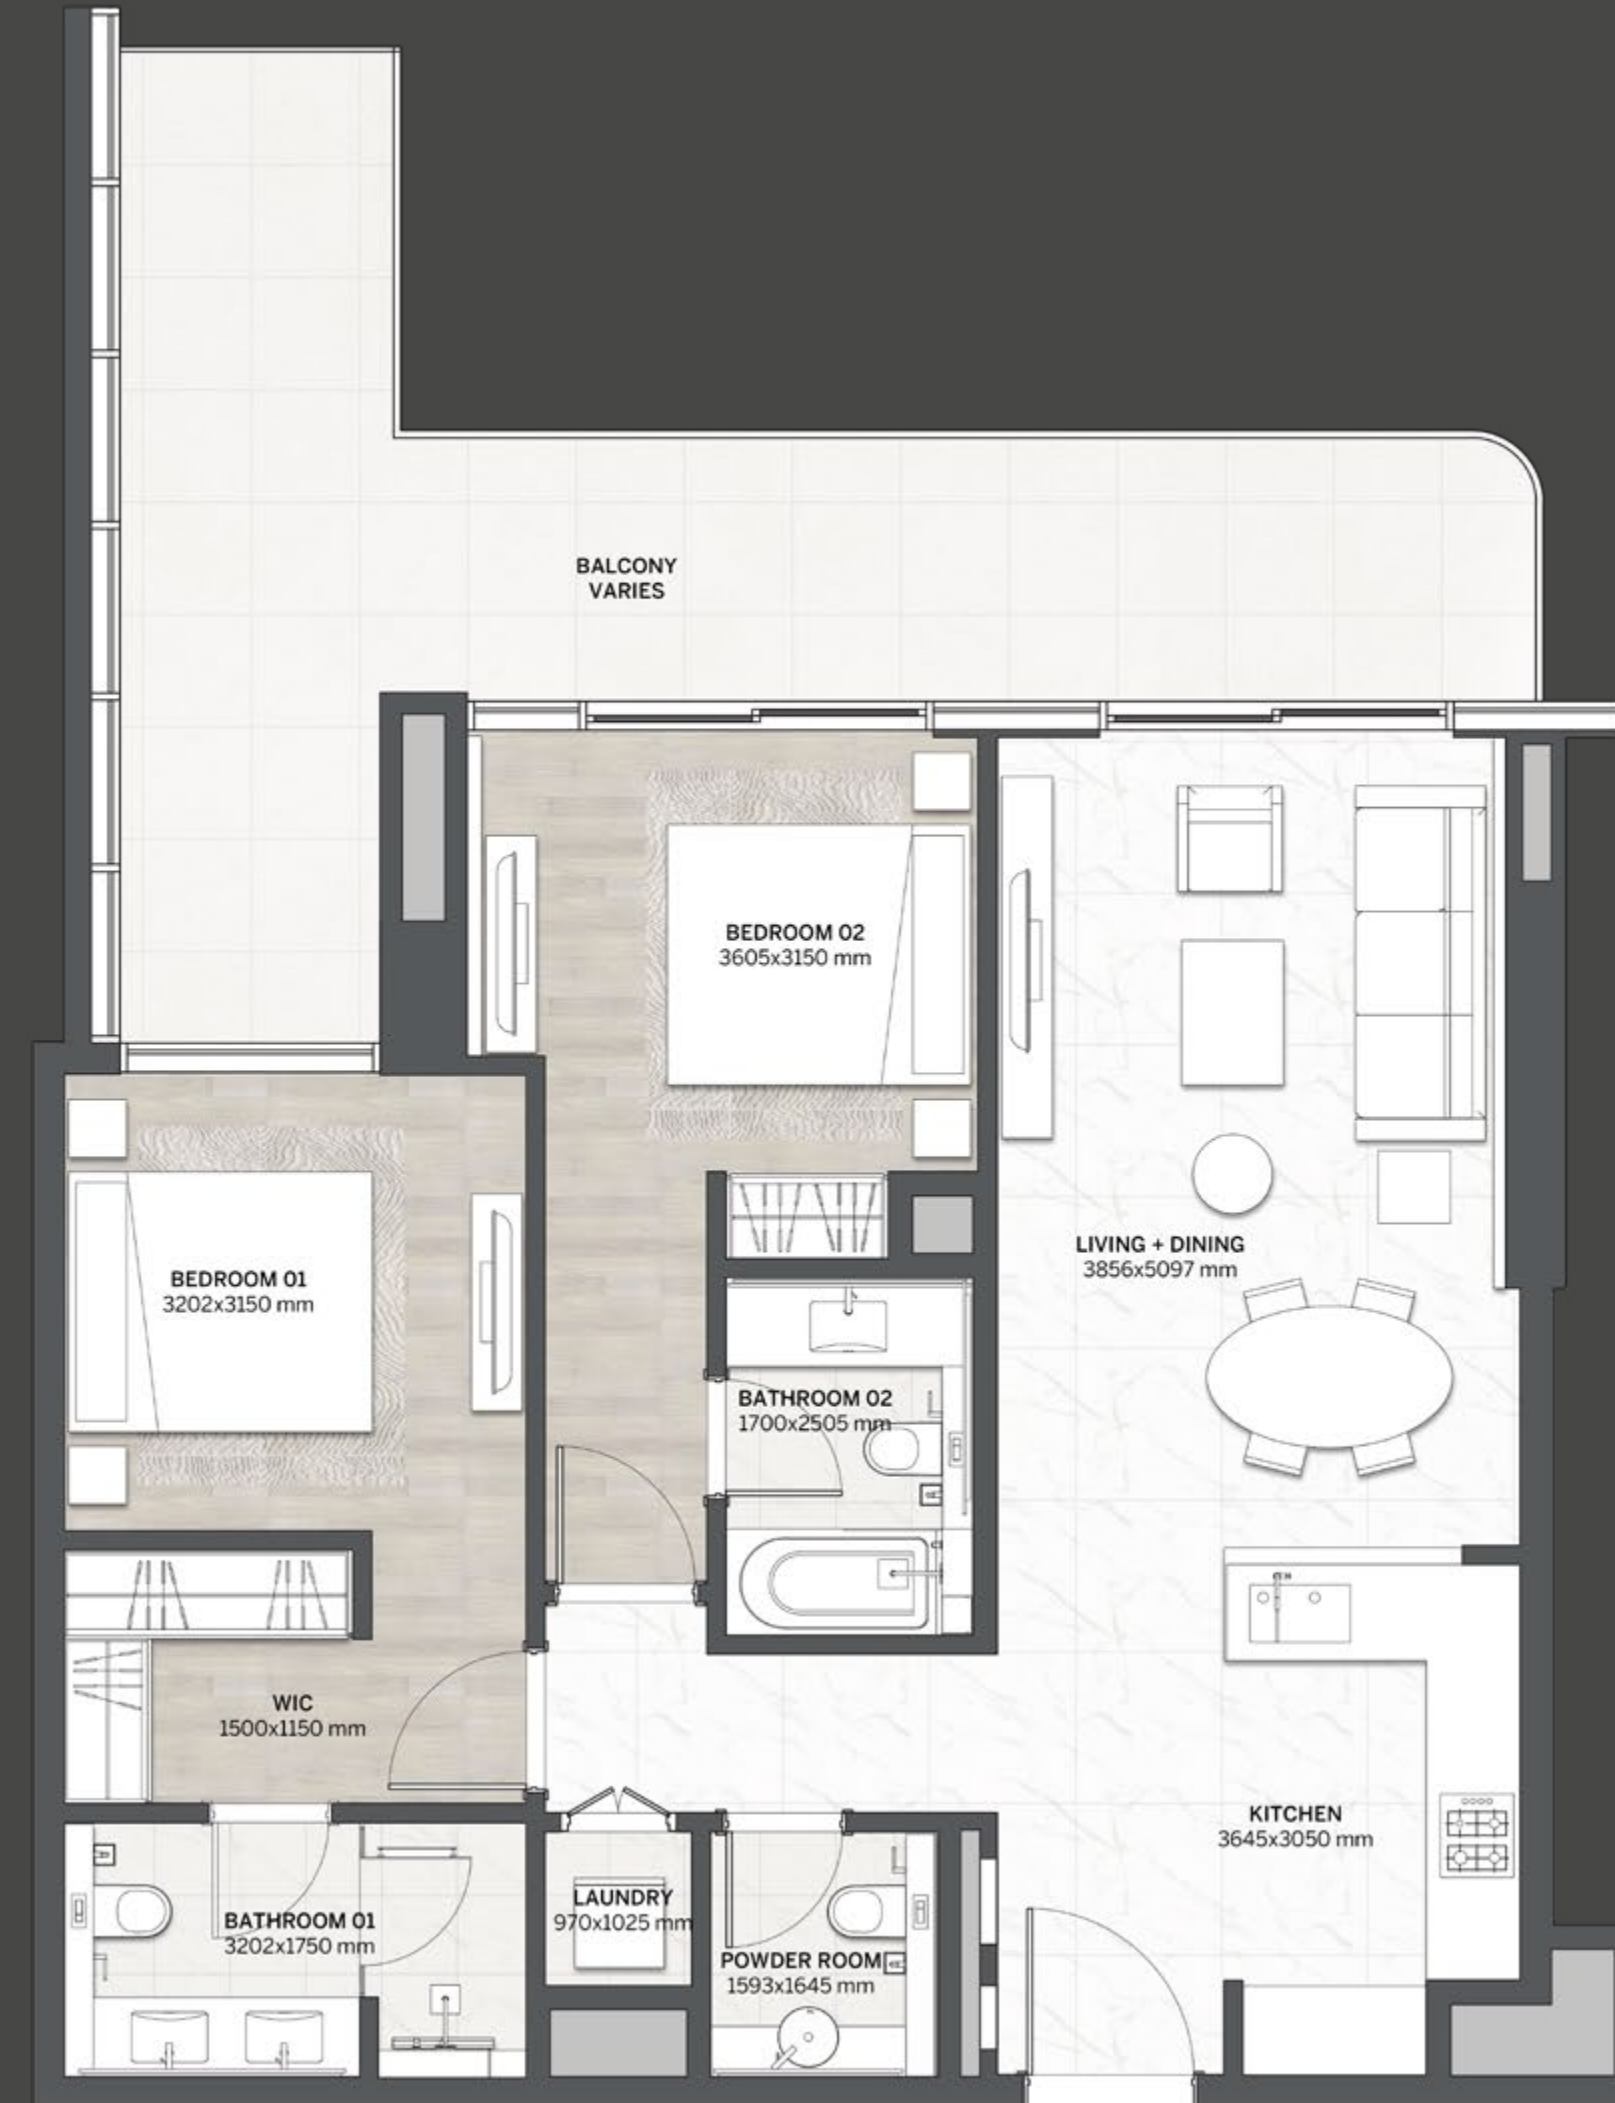 BALCONY
VARIES
BEDROOM 02
3605x3150 mm
LIVING + DINING
3856x5097 mm
BEDROOM 01
3202x3150 mm
BATHROOM 02
1700x2505 mm
WIC
1500x1150 mm
KITCHEN
3645x3050 mm
LAUNDRY
970x1025 mm
BATHROOM 01
3202x1750 mm
POWDER ROOM
1593x1645 mm